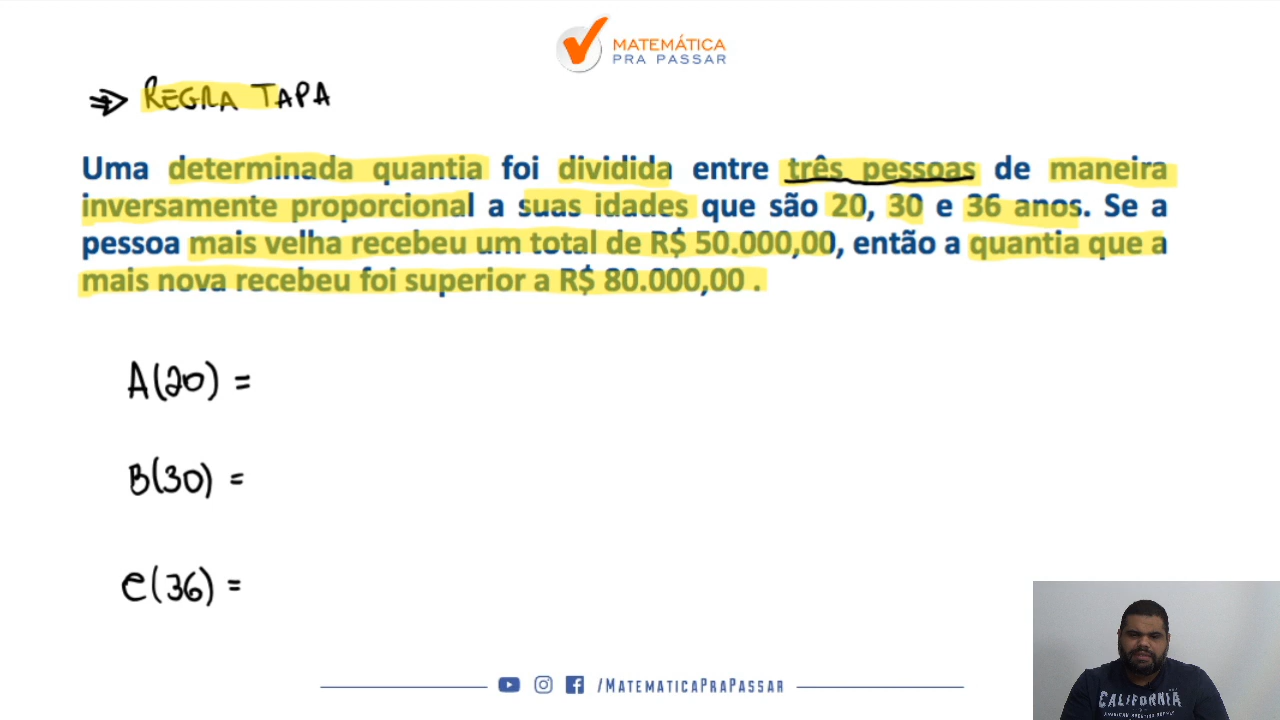 MATEMÁTICA
PRA PASSAR
⇒ REGRA TAPA
Uma determinada quantia foi dividida entre três pessoas de maneira
inversamente proporcional a suas idades que são 20, 30 e 36 anos. Se a
pessoa mais velha recebeu um total de R$ 50.000,00, então a quantia que a
mais nova recebeu foi superior a R$ 80.000,00 .
A(20) =
B(30) =
C(36) =
CALIFORNIA
/MATEMATICAPRAPASSAR